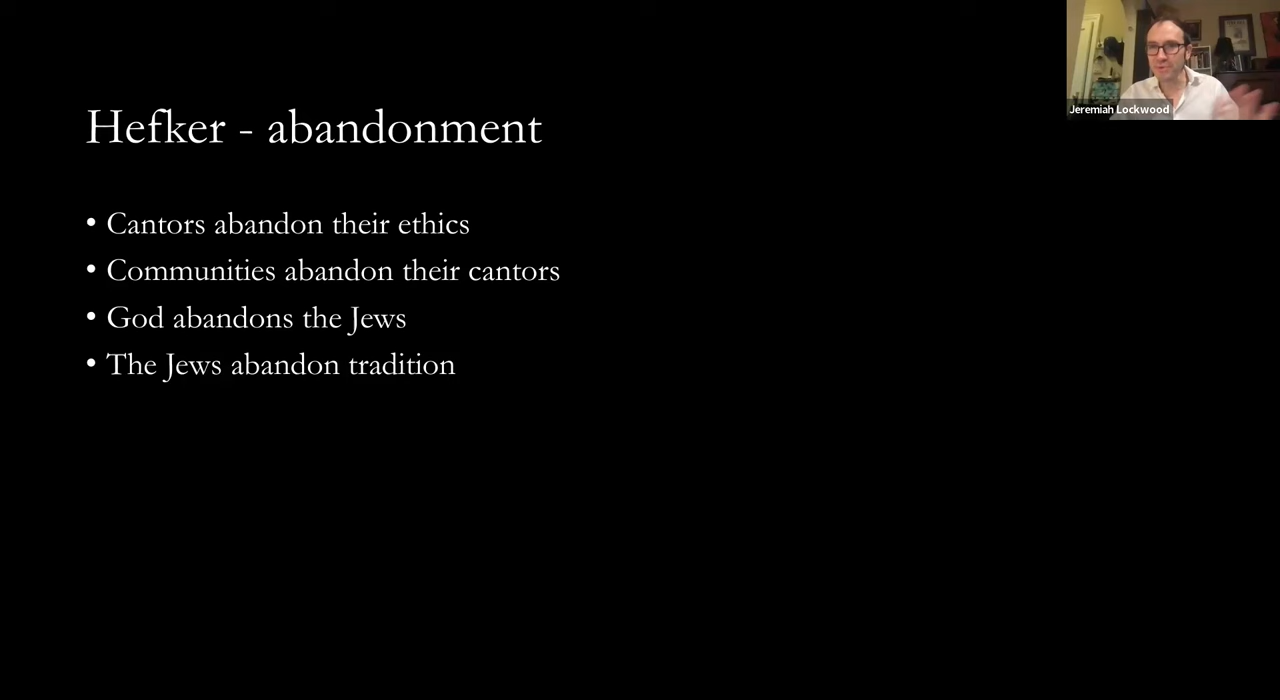 Hefker - abandonment
• Cantors abandon their ethics
• Communities abandon their cantors
• God abandons the Jews
• The Jews abandon tradition
Jeremiah Lockwood